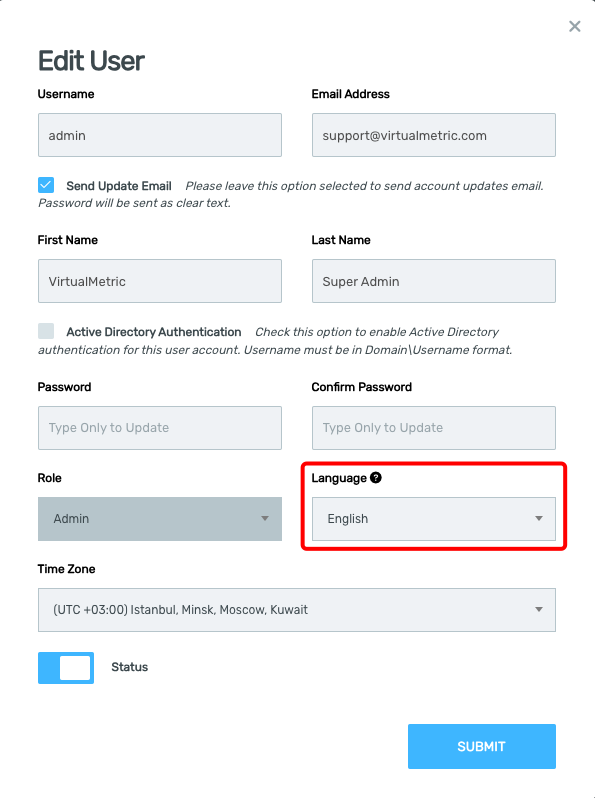 Edit User
Username
Email Address
admin
support@virtualmetric.com
Send Update Email Please leave this option selected to send account updates email.
Password will be sent as clear text.
First Name
Last Name
VirtualMetric
Super Admin
Active Directory Authentication Check this option to enable Active Directory
authentication for this user account. Username must be in Domain\Username format.
Password
Confirm Password
Type Only to Update
Type Only to Update
Role
Language ?
Admin
English
Time Zone
(UTC +03:00) Istanbul, Minsk, Moscow, Kuwait
Status
SUBMIT